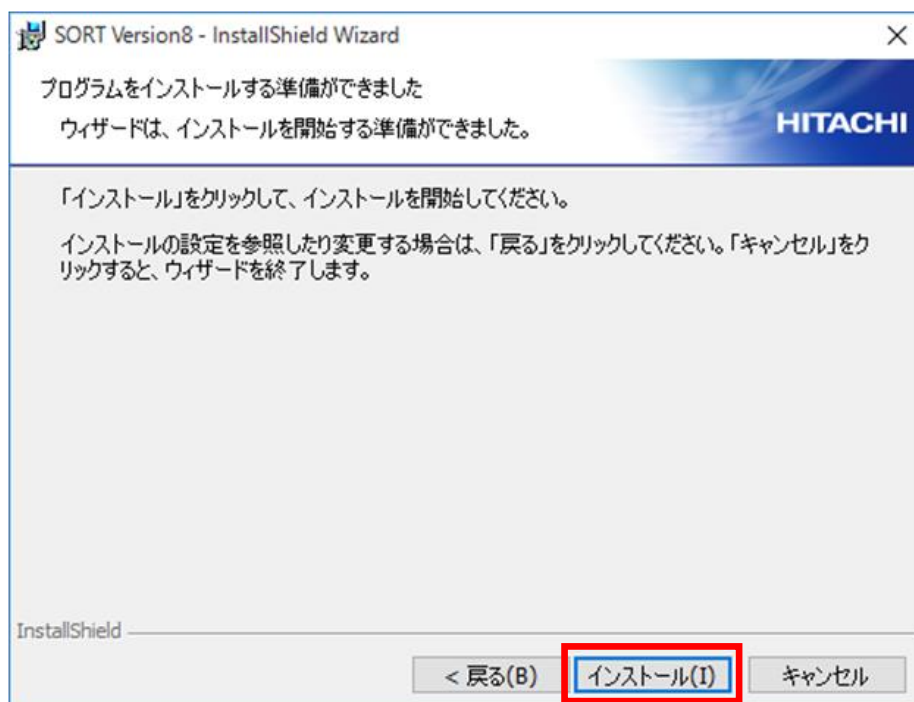 SORT Version8 - InstallShield Wizard
プログラムをインストールする準備ができました
ウィザードは、インストールを開始する準備ができました。
HITACHI
「インストール」をクリックして、インストールを開始してください。
インストールの設定を参照したり変更する場合は、「戻る」をクリックしてください。「キャンセル」をク
リックすると、ウィザードを終了します。
InstallShield
< 戻る(B)
インストール(I)
キャンセル